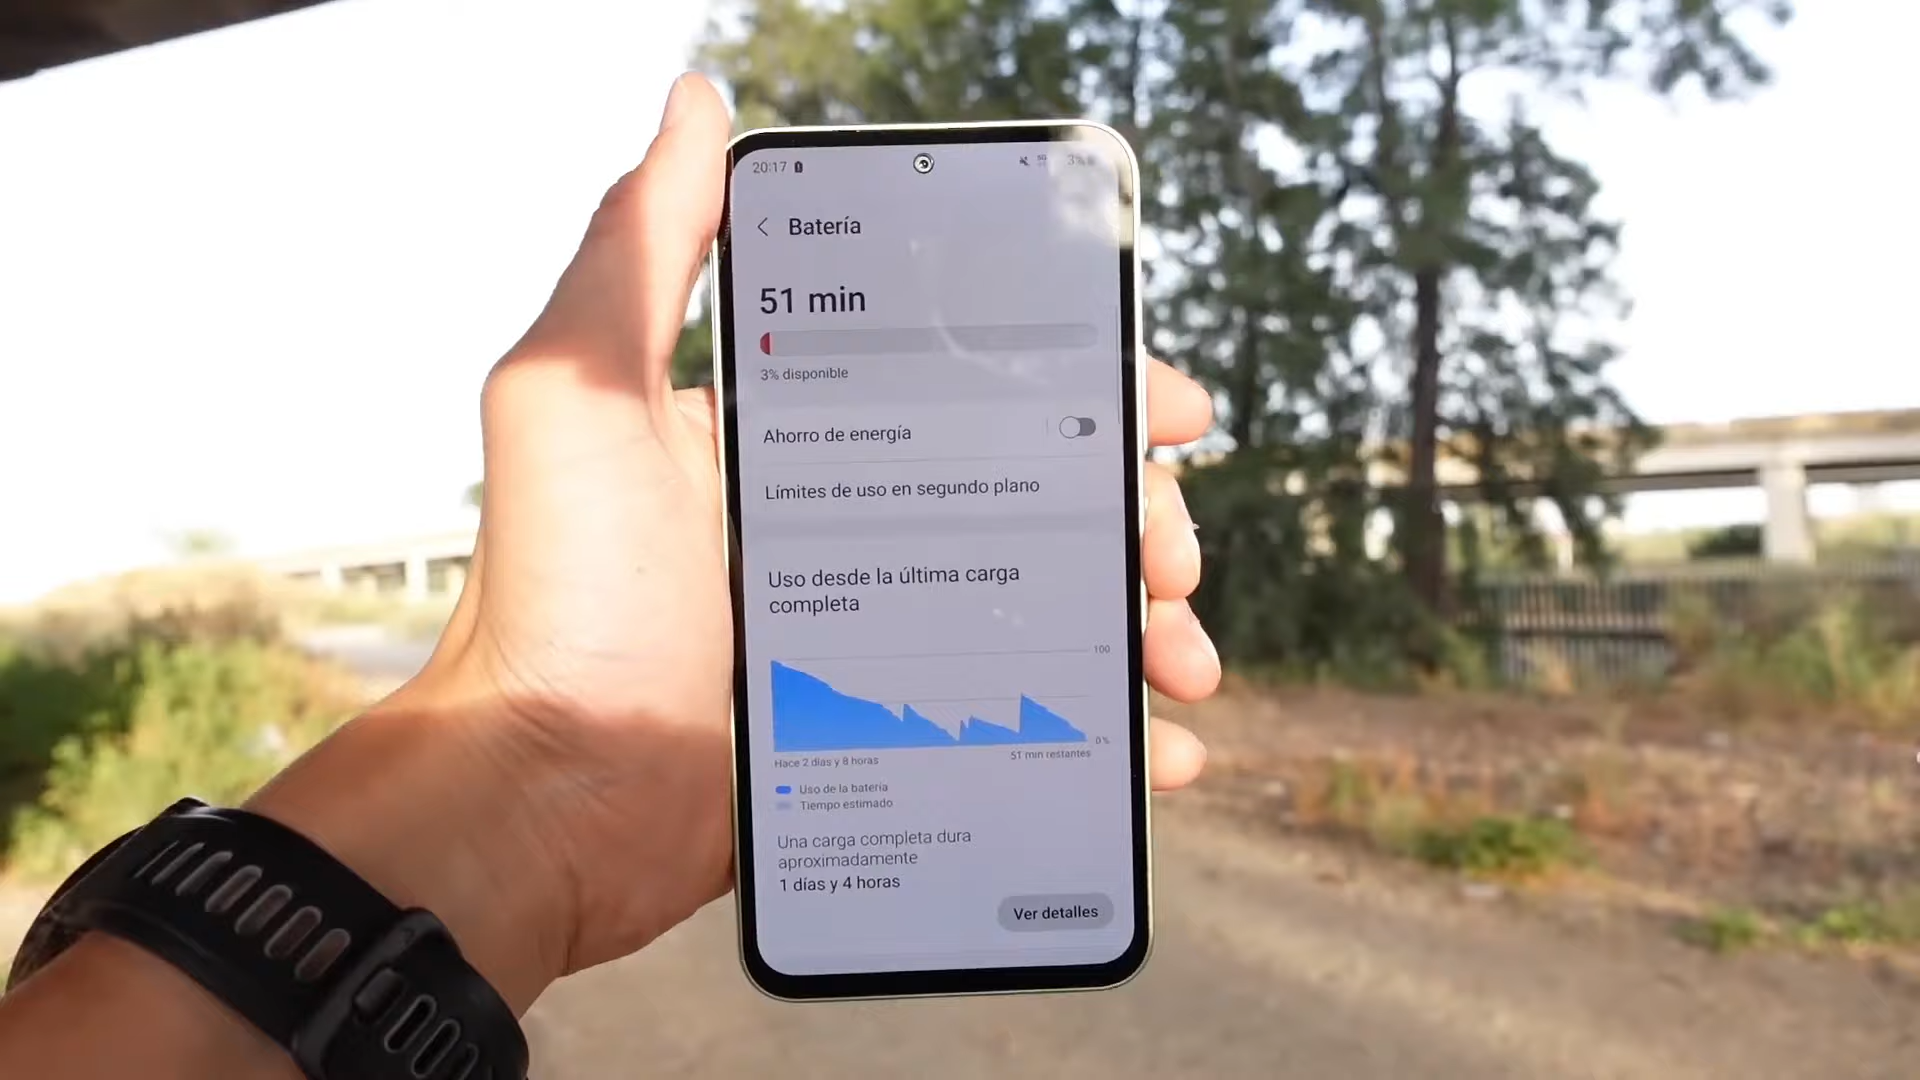 20:17
3%
Batería
51 min
3% disponible
Ahorro de energía
Límites de uso en segundo plano
Uso desde la última carga
completa
100
0%
Hace 2 días y 8 horas
51 min restantes
Uso de la batería
Tiempo estimado
Una carga completa dura
aproximadamente
1 días y 4 horas
Ver detalles